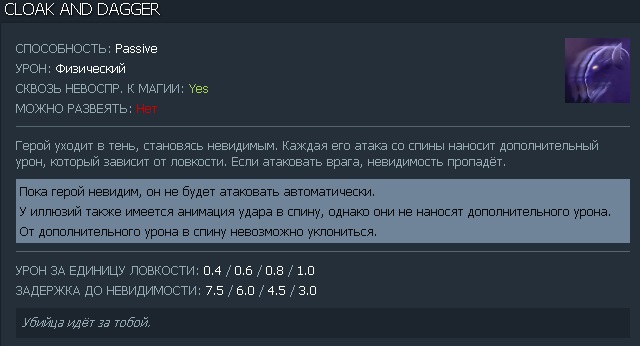 CLOAK AND DAGGER
СПОСОБНОСТЬ: Passive
УРОН: Физический
СКВОЗЬ НЕВОСПР. К МАГИИ: Yes
МОЖНО РАЗВЕЯТЬ: Нет
Герой уходит в тень, становясь невидимым. Каждая его атака со спины наносит дополнительный
урон, который зависит от ловкости. Если атаковать врага, невидимость пропадёт.
Пока герой невидим, он не будет атаковать автоматически.
У иллюзий также имеется анимация удара в спину, однако они не наносят дополнительного урона.
От дополнительного урона в спину невозможно уклониться.
УРОН ЗА ЕДИНИЦУ ЛОВКОСТИ: 0.4 / 0.6 / 0.8 / 1.0
ЗАДЕРЖКА ДО НЕВИДИМОСТИ: 7.5 / 6.0 / 4.5 / 3.0
Убийца идёт за тобой.